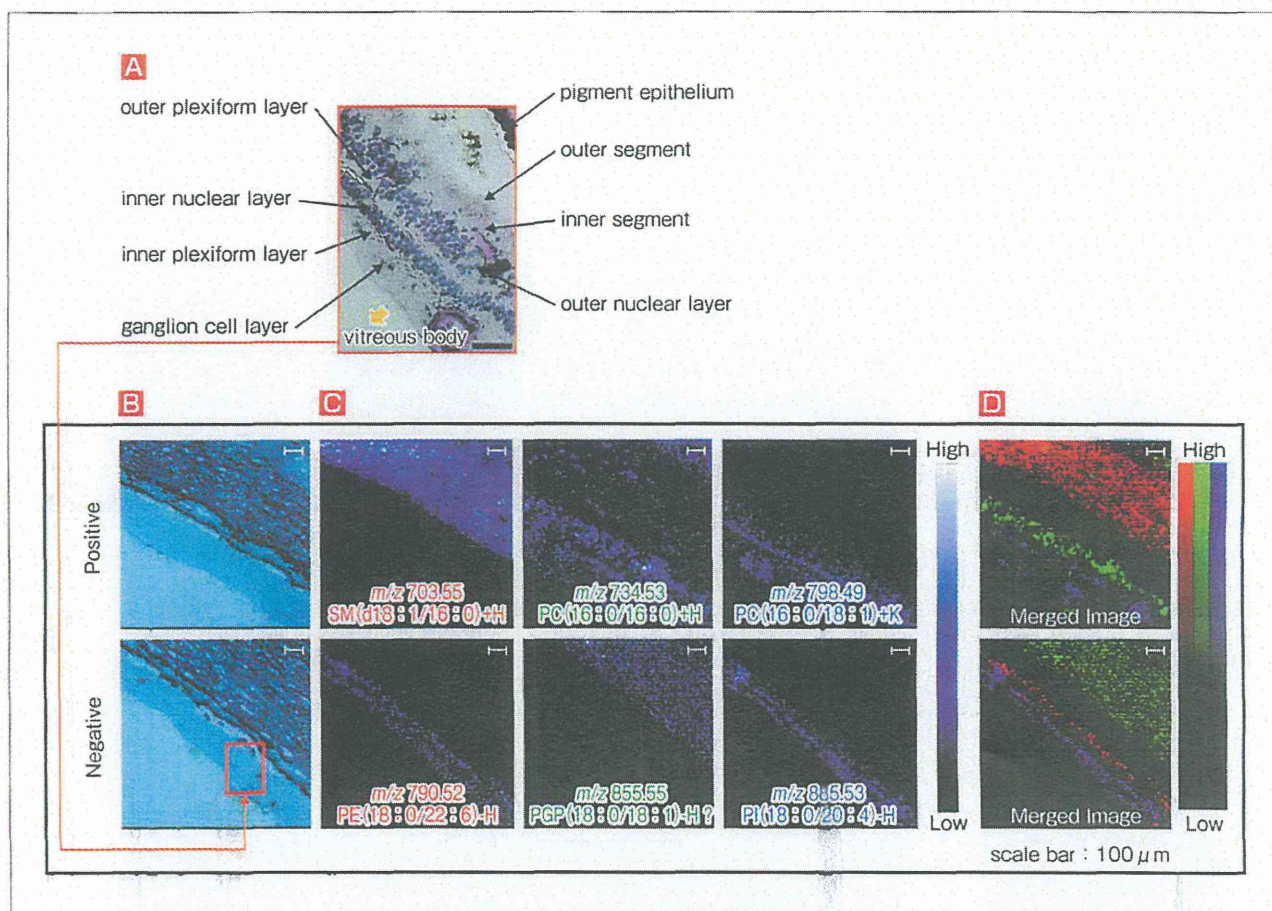 A
outer plexiform layer
inner nuclear layer
inner plexiform layer
ganglion cell layer
vitreous body
pigment epithelium
outer segment
inner segment
outer nuclear layer
B
C
D
Positive
m/z 703.55
SM(d18：1/16：0)+H
m/z 734.53
PC(16：0/16：0)+H
m/z 798.49
PC(16：0/18：1)+K
High
Low
Merged Image
High
Low
Negative
m/z 790.52
PE(18：0/22：6)-H
m/z 855.55
PGP(18：0/18：1)-H ?
m/z 885.53
PI(18：0/20：4)-H
Merged Image
scale bar：100μm